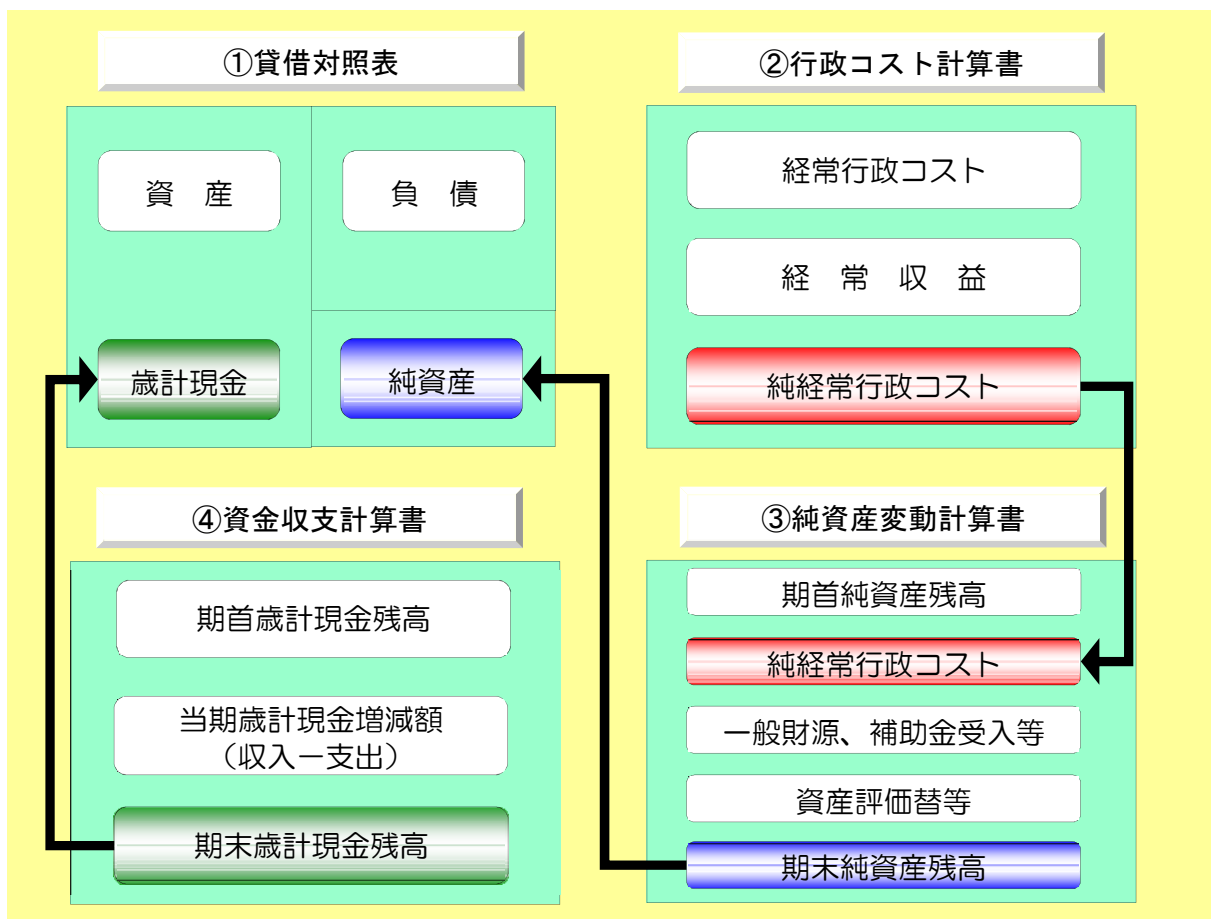 ①貸借対照表
資　産
負　債
歳計現金
純資産
②行政コスト計算書
経常行政コスト
経　常　収　益
純経常行政コスト
④資金収支計算書
期首歳計現金残高
当期歳計現金増減額
（収入－支出）
期末歳計現金残高
③純資産変動計算書
期首純資産残高
純経常行政コスト
一般財源、補助金受入等
資産評価替等
期末純資産残高